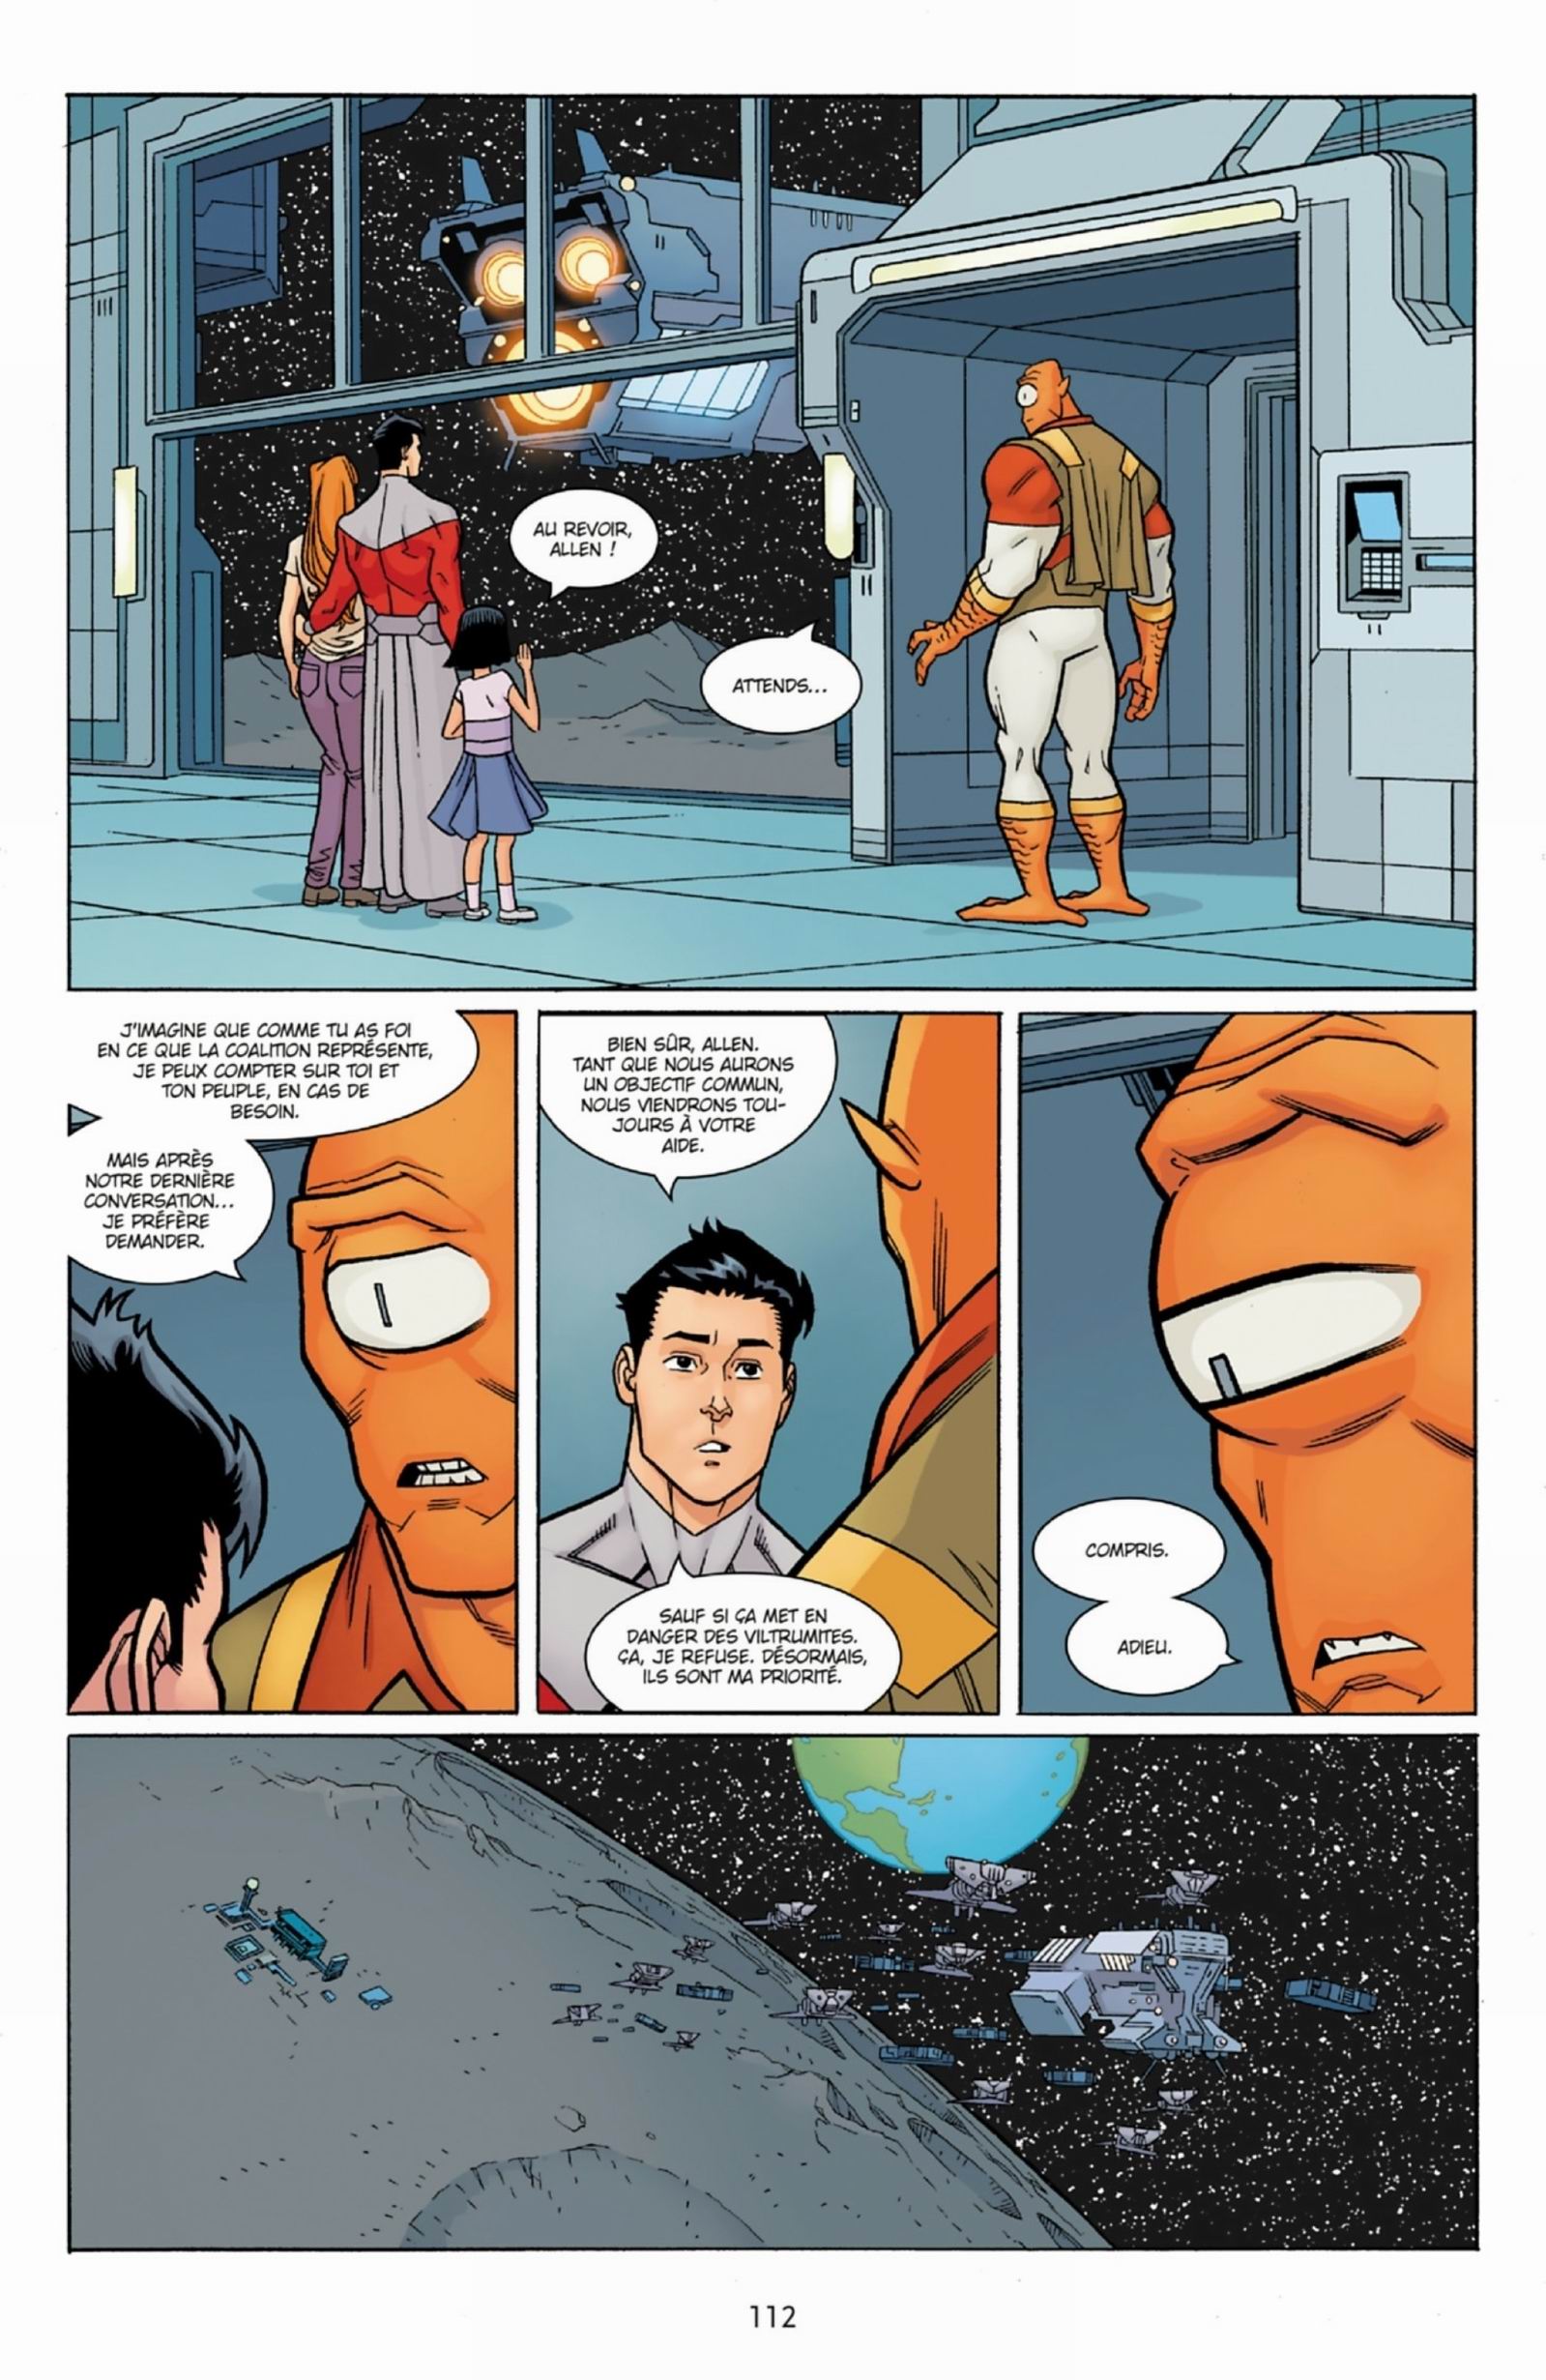 AU REVOIR,
ALLEN !
ATTENDS...
J'IMAGINE QUE COMME TU AS FOI
EN CE QUE LA COALITION REPRÉSENTE,
JE PEUX COMPTER SUR TOI ET
TON PEUPLE, EN CAS DE
BESOIN.
MAIS APRÈS
NOTRE DERNIÈRE
CONVERSATION...
JE PRÉFÈRE
DEMANDER.
BIEN SÛR, ALLEN.
TANT QUE NOUS AURONS
UN OBJECTIF COMMUN,
NOUS VIENDRONS TOU-
JOURS À VOTRE
AIDE.
SAUF SI ÇA MET EN
DANGER DES VILTRUMITES.
ÇA, JE REFUSE. DÉSORMAIS,
ILS SONT MA PRIORITÉ.
COMPRIS.
ADIEU.
112